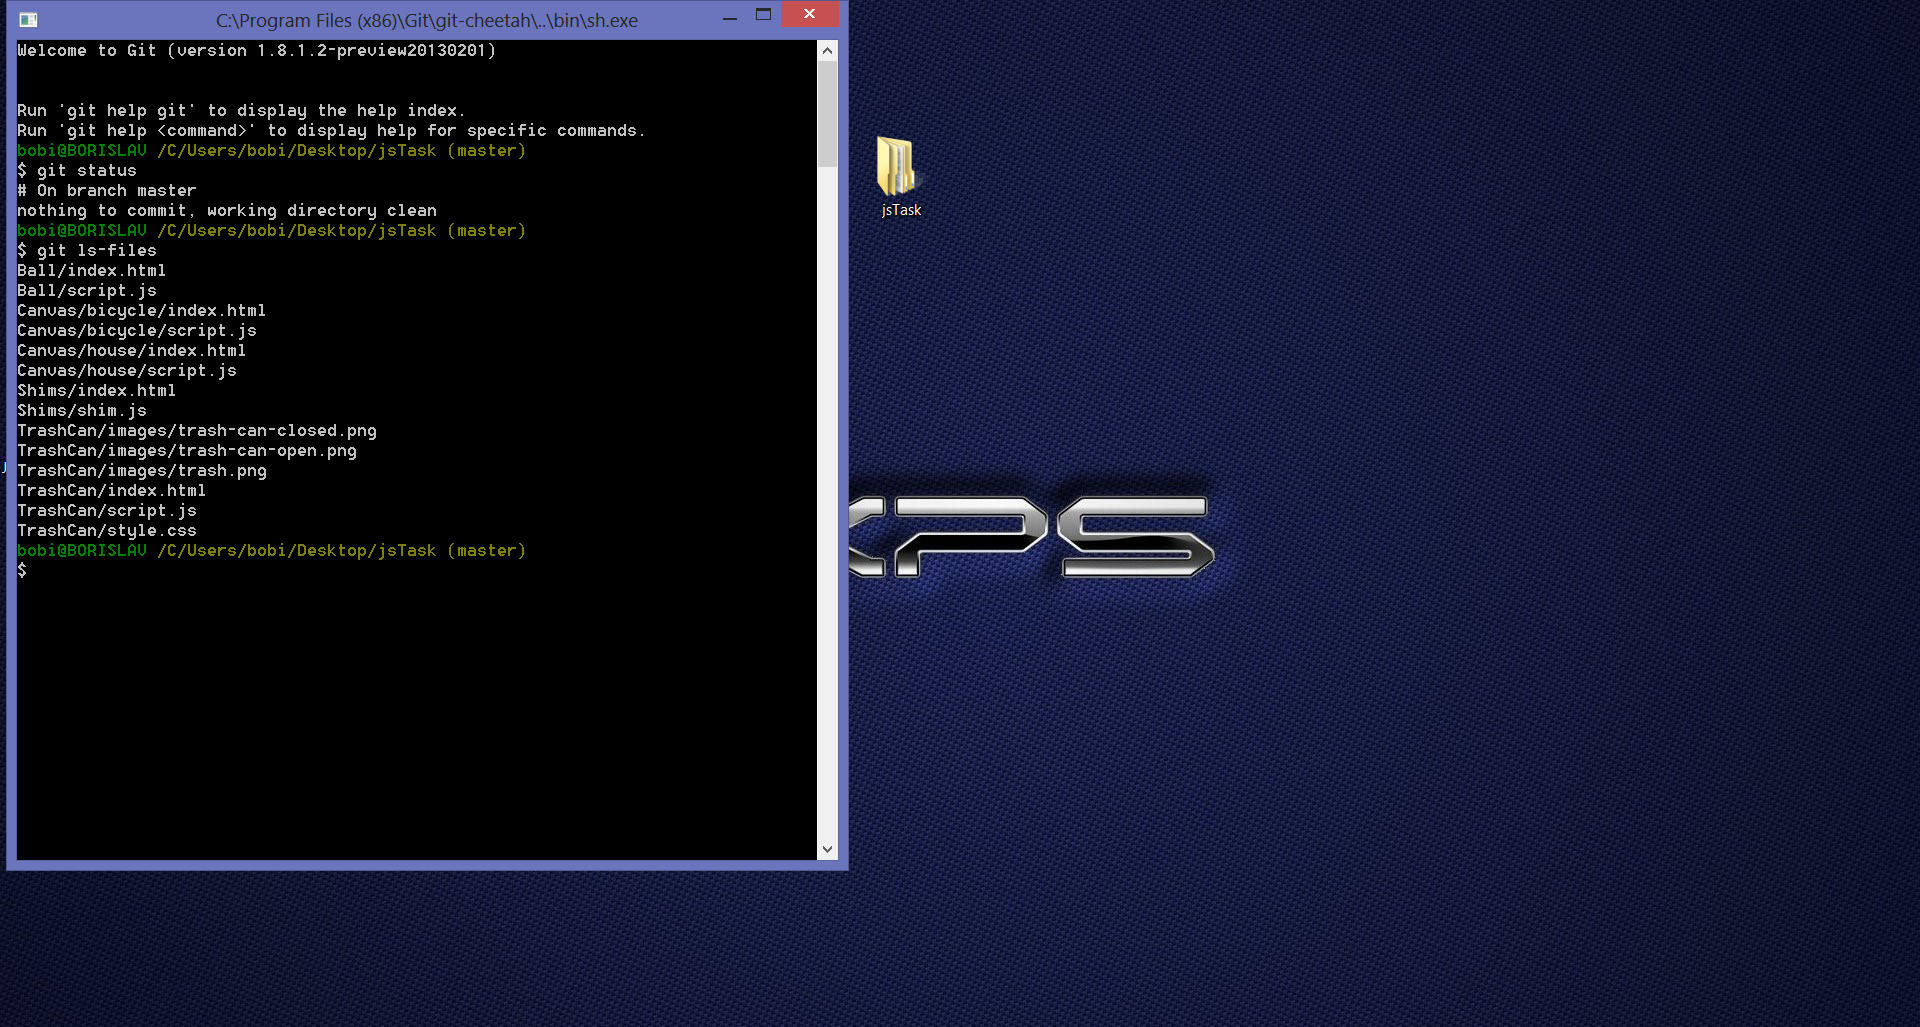 C:\Program Files (x86)\Git\git-cheetah\..\bin\sh.exe
Welcome to Git (version 1.8.1.2-preview20130201)
Run 'git help git' to display the help index.
Run 'git help <command>' to display help for specific commands.
bobi@BORISLAV /C/Users/bobi/Desktop/jsTask (master)
$ git status
# On branch master
nothing to commit, working directory clean
bobi@BORISLAV /C/Users/bobi/Desktop/jsTask (master)
$ git ls-files
Ball/index.html
Ball/script.js
Canvas/bicycle/index.html
Canvas/bicycle/script.js
Canvas/house/index.html
Canvas/house/script.js
Shims/index.html
Shims/shim.js
TrashCan/images/trash-can-closed.png
TrashCan/images/trash-can-open.png
TrashCan/images/trash.png
TrashCan/index.html
TrashCan/script.js
TrashCan/style.css
bobi@BORISLAV /C/Users/bobi/Desktop/jsTask (master)
$
jsTask
XPS